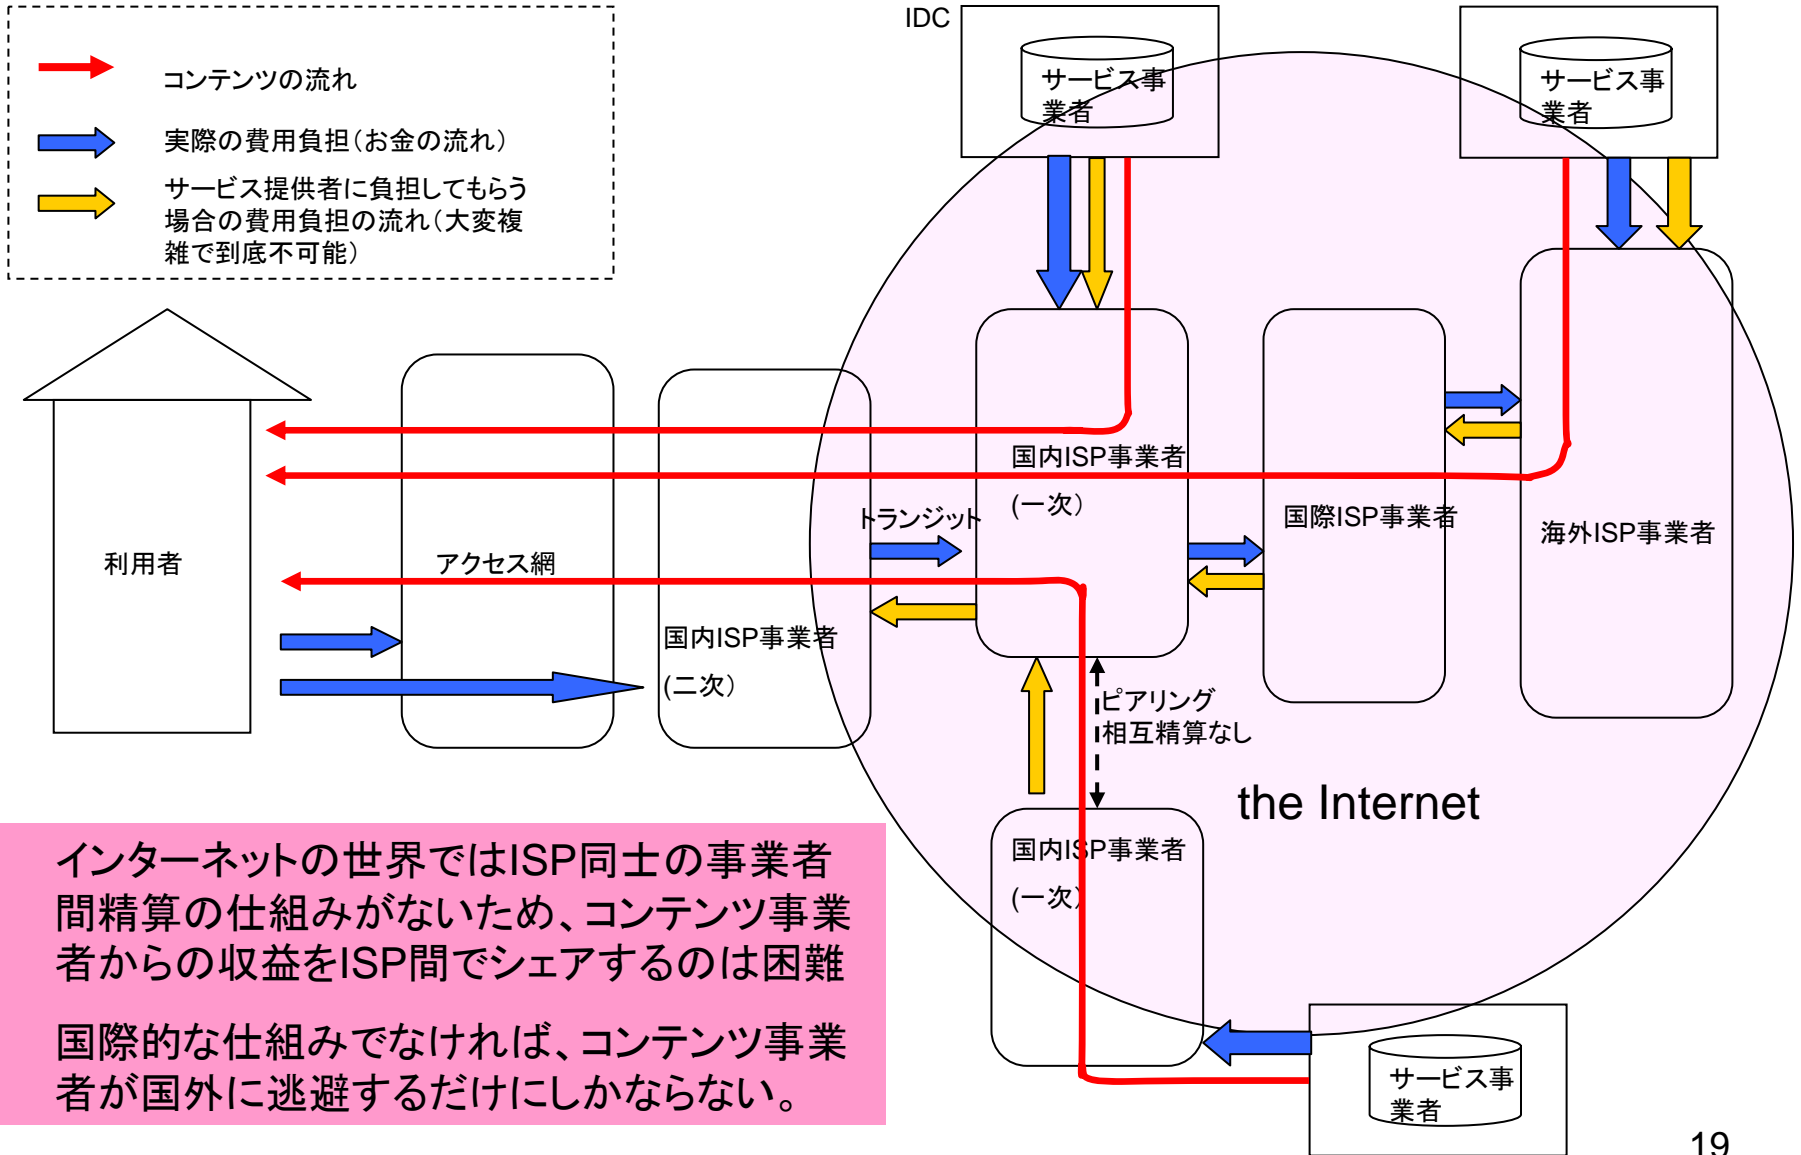 コンテンツの流れ
実際の費用負担（お金の流れ）
サービス提供者に負担してもらう
場合の費用負担の流れ（大変複
雑で到底不可能）
IDC
サービス事
業者
サービス事
業者
利用者
アクセス網
国内ISP事業者
(二次）
トランジット
国内ISP事業者
(一次）
国際ISP事業者
海外ISP事業者
ピアリング
相互精算なし
the Internet
国内ISP事業者
(一次）
サービス事
業者
インターネットの世界ではISP同士の事業者
間精算の仕組みがないため、コンテンツ事業
者からの収益をISP間でシェアするのは困難
国際的な仕組みでなければ、コンテンツ事業
者が国外に逃避するだけにしかならない。
19